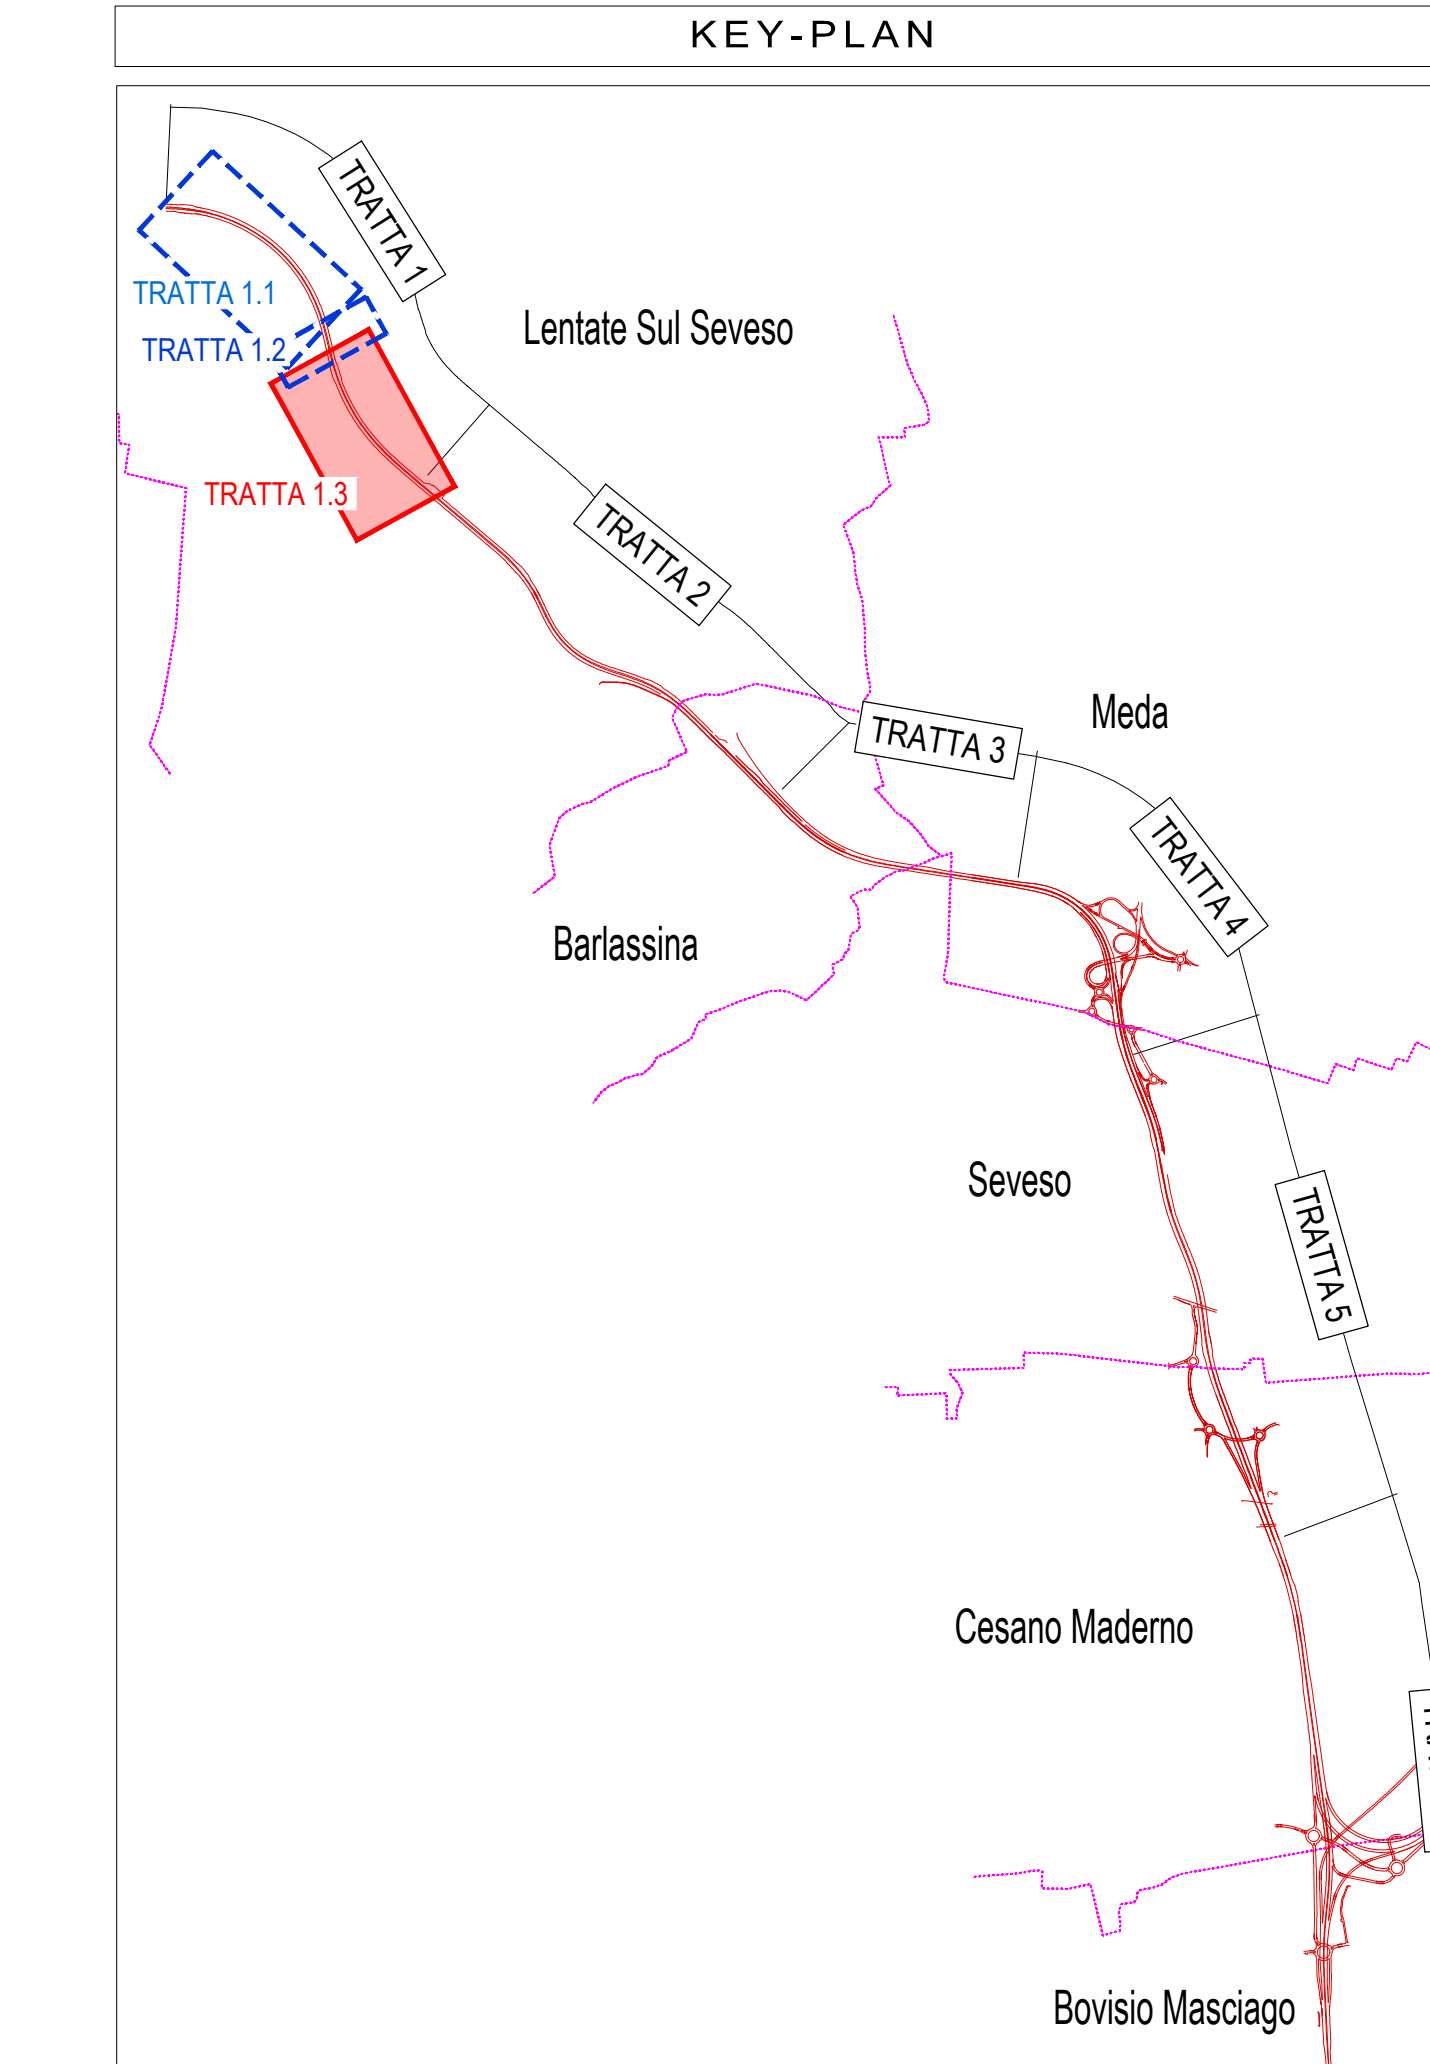 KEY-PLAN
TRATTA 1
TRATTA 1.1
Lentate Sul Seveso
TRATTA 1.2
TRATTA 1.3
TRATTA 2
Meda
TRATTA 3
TRATTA 4
Barlassina
Seveso
TRATTA 5
Cesano Maderno
Bovisio Masciago